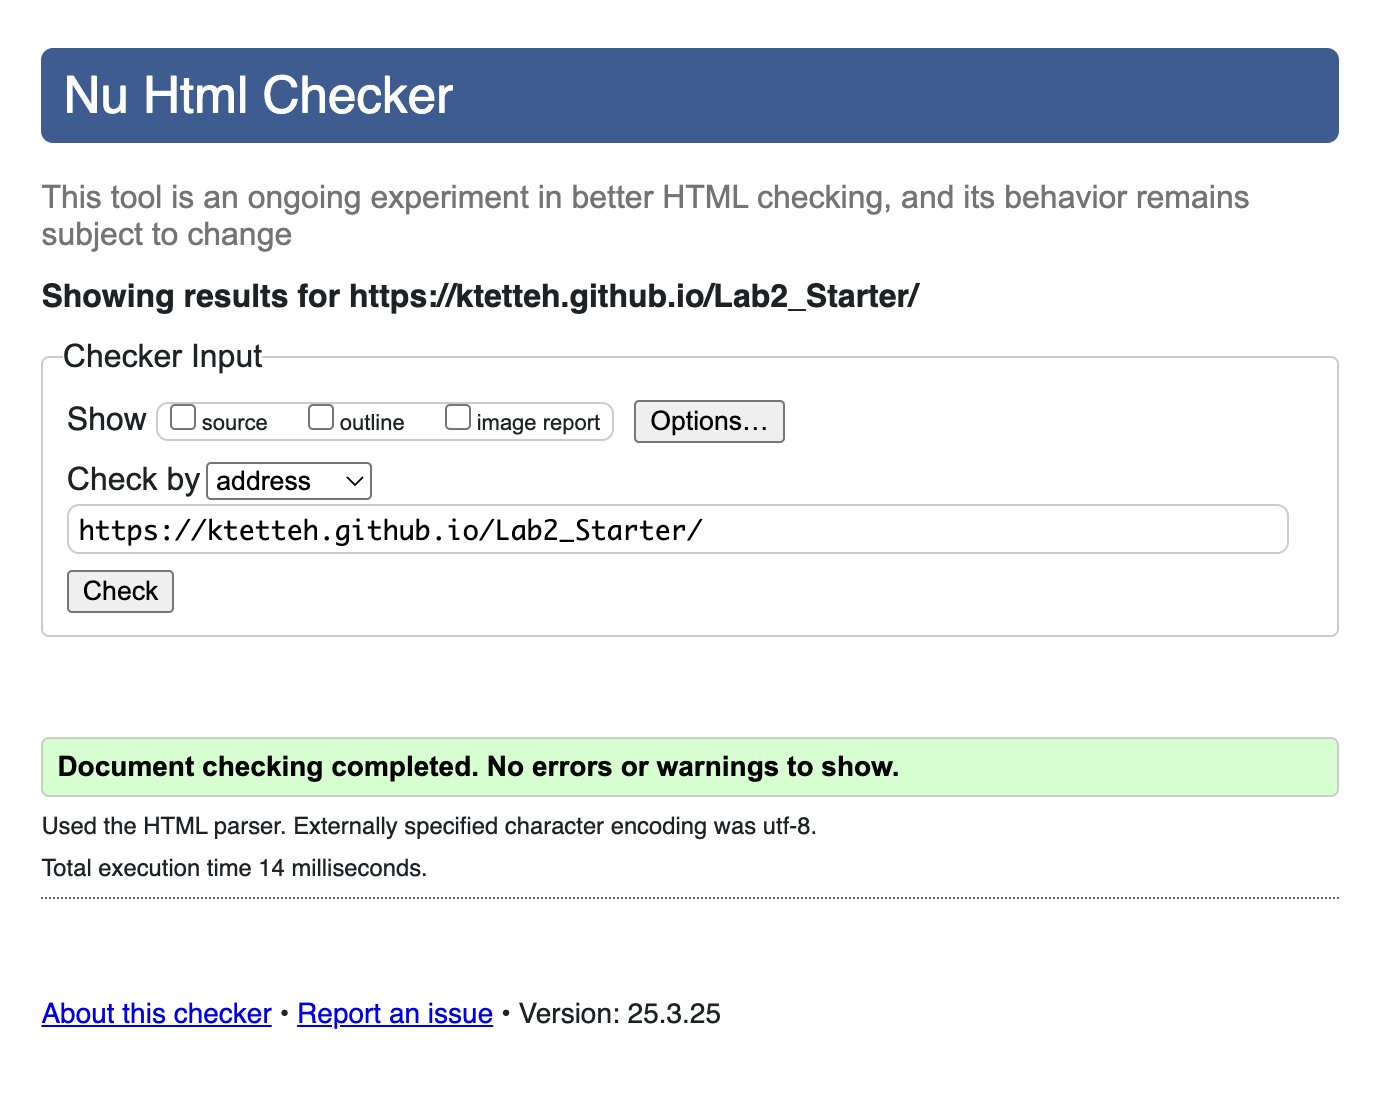 Nu Html Checker
This tool is an ongoing experiment in better HTML checking, and its behavior remains
subject to change
Showing results for https://ktetteh.github.io/Lab2_Starter/
Checker Input
Show source outline image report Options…
Check by address
https://ktetteh.github.io/Lab2_Starter/
Check
Document checking completed. No errors or warnings to show.
Used the HTML parser. Externally specified character encoding was utf-8.
Total execution time 14 milliseconds.
About this checker • Report an issue • Version: 25.3.25